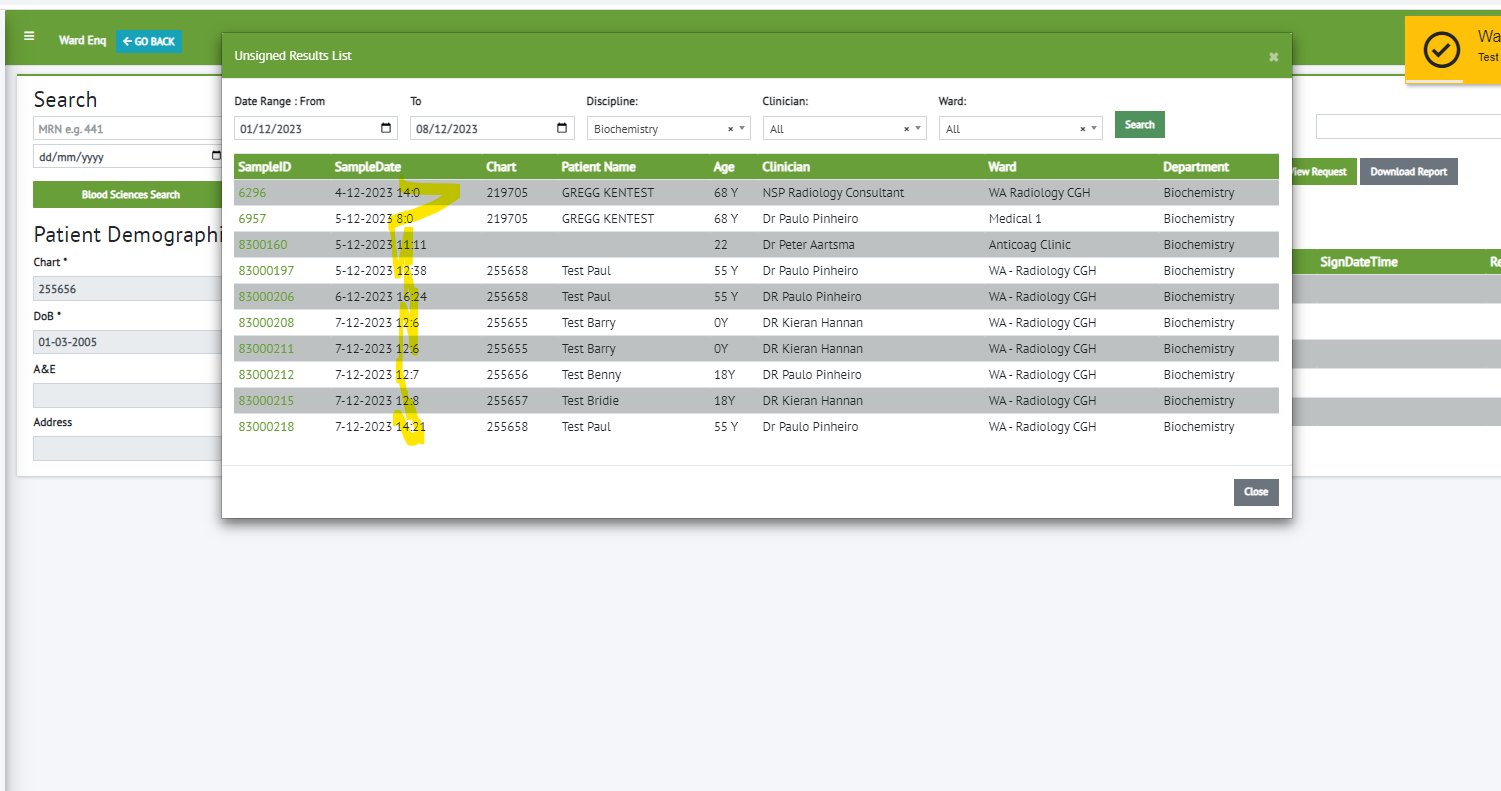 Ward Enq GO BACK
Unsigned Results List
Wa
Test
Search
MRN e.g. 441
dd/mm/yyyy
Blood Sciences Search
Patient Demographi
Chart *
255656
DoB *
01-03-2005
A&E
Address
Date Range : From To Discipline: Clinician: Ward:
01/12/2023 08/12/2023 Biochemistry × All × All × Search
SampleID SampleDate Chart Patient Name Age Clinician Ward Department
6296 4-12-2023 14:0 219705 GREGG KENTEST 68 Y NSP Radiology Consultant WA Radiology CGH Biochemistry
6957 5-12-2023 8:0 219705 GREGG KENTEST 68 Y Dr Paulo Pinheiro Medical 1 Biochemistry
8300160 5-12-2023 11:11 22 Dr Peter Aartsma Anticoag Clinic Biochemistry
83000197 5-12-2023 12:38 255658 Test Paul 55 Y Dr Paulo Pinheiro WA - Radiology CGH Biochemistry
83000206 6-12-2023 16:24 255658 Test Paul 55 Y DR Paulo Pinheiro WA - Radiology CGH Biochemistry
83000208 7-12-2023 12:6 255655 Test Barry 0Y DR Kieran Hannan WA - Radiology CGH Biochemistry
83000211 7-12-2023 12:6 255655 Test Barry 0Y DR Kieran Hannan WA - Radiology CGH Biochemistry
83000212 7-12-2023 12:7 255656 Test Benny 18Y DR Paulo Pinheiro WA - Radiology CGH Biochemistry
83000215 7-12-2023 12:8 255657 Test Bridie 18Y DR Kieran Hannan WA - Radiology CGH Biochemistry
83000218 7-12-2023 14:21 255658 Test Paul 55 Y Dr Paulo Pinheiro WA - Radiology CGH Biochemistry
Close
iew Request Download Report
SignDateTime Re